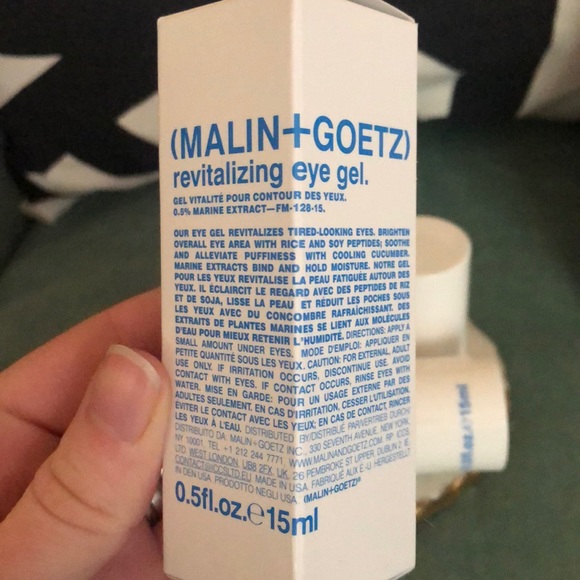 (MALIN+GOETZ)
revitalizing eye gel.
GEL VITALITÉ POUR CONTOUR DES YEUX.
0.5% MARINE EXTRACT—FM-128-15.
OUR EYE GEL REVITALIZES TIRED-LOOKING EYES. BRIGHTEN
OVERALL EYE AREA WITH RICE AND SOY PEPTIDES; SOOTHE
AND ALLEVIATE PUFFINESS WITH COOLING CUCUMBER.
MARINE EXTRACTS BIND AND HOLD MOISTURE. NOTRE GEL
POUR LES YEUX REVITALISE LA PEAU FATIGUÉE AUTOUR DES
YEUX. IL ÉCLAIRCIT LE REGARD AVEC DES PEPTIDES DE RIZ
ET DE SOJA, LISSE LA PEAU ET RÉDUIT LES POCHES SOUS
LES YEUX AVEC DU CONCOMBRE RAFRAÎCHISSANT. DES
EXTRAITS DE PLANTES MARINES SE LIENT AUX MOLÉCULES
D'EAU POUR MIEUX RETENIR L'HUMIDITÉ. DIRECTIONS: APPLY A
SMALL AMOUNT UNDER EYES. MODE D'EMPLOI: APPLIQUER EN
PETITE QUANTITÉ SOUS LES YEUX. CAUTION: FOR EXTERNAL, ADULT
USE ONLY. IF IRRITATION OCCURS, DISCONTINUE USE. AVOID
CONTACT WITH EYES. IF CONTACT OCCURS, RINSE EYES WITH
WATER. MISE EN GARDE: POUR UN USAGE EXTERNE PAR DES
ADULTES SEULEMENT. EN CAS D'IRRITATION, CESSER L'UTILISATION.
ÉVITER LE CONTACT AVEC LES YEUX; EN CAS DE CONTACT, RINCER
LES YEUX À L'EAU. DISTRIBUTED BY/DISTRIBUÉ PAR/VERTRIEB DURCH/
DISTRIBUITO DA: MALIN+GOETZ INC., 330 SEVENTH AVENUE, NEW YORK,
NY 10001. TEL +1 212 244 7771. WWW.MALINANDGOETZ.COM. RP
LTD WEST LONDON, UB8 2FX, UK. 26 PEMBROKE ST UPPER, DUBLIN 2, IE.
MADE IN USA. FABRIQUÉ AUX É.-U. HERGESTELLT
IN DEN USA. PRODOTTO NEGLI USA. (MALIN+GOETZ)®
0.5fl.oz.℮15ml
fl.oz.℮15ml